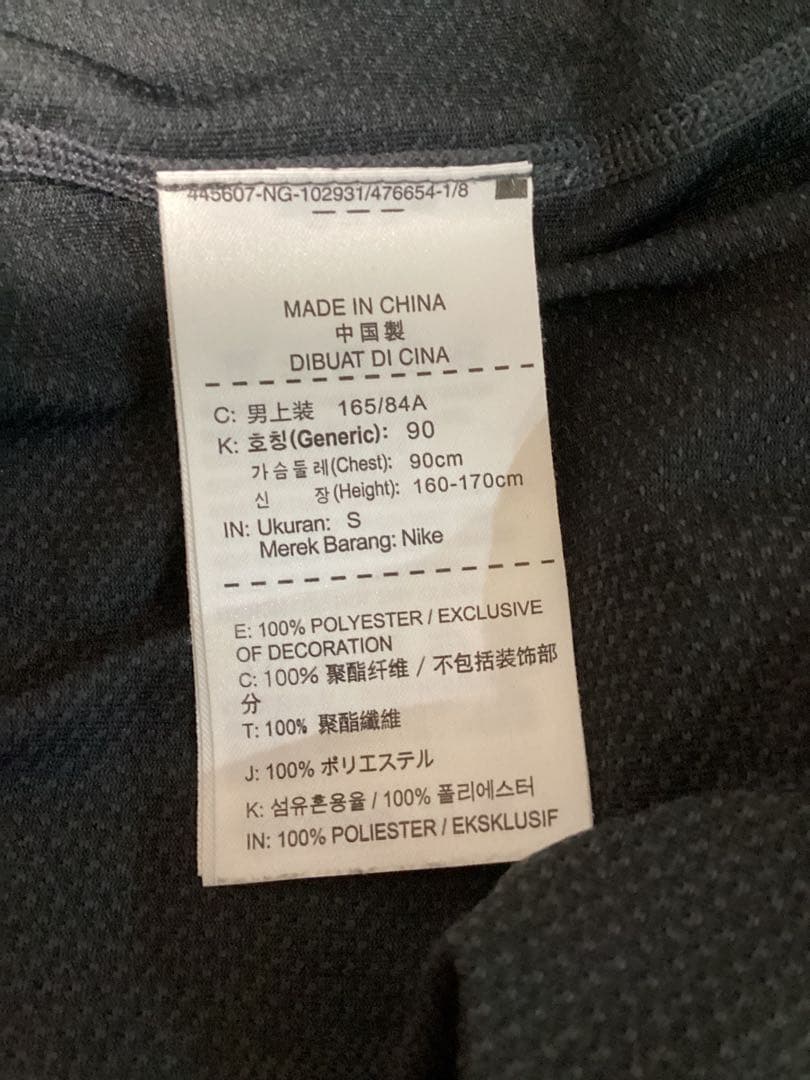 445607-NG-102931/476654-1/8
MADE IN CHINA
中国製
DIBUAT DI CINA
C: 男上装 165/84A
K: 호칭(Generic): 90
가슴둘레(Chest): 90cm
신 장(Height): 160-170cm
IN: Ukuran: S
Merek Barang: Nike
E: 100% POLYESTER / EXCLUSIVE
OF DECORATION
C: 100% 聚酯纤维 / 不包括装饰部
分
T: 100% 聚酯纖維
J: 100% ポリエステル
K: 섬유혼용율 / 100% 폴리에스터
IN: 100% POLIESTER / EKSKLUSIF